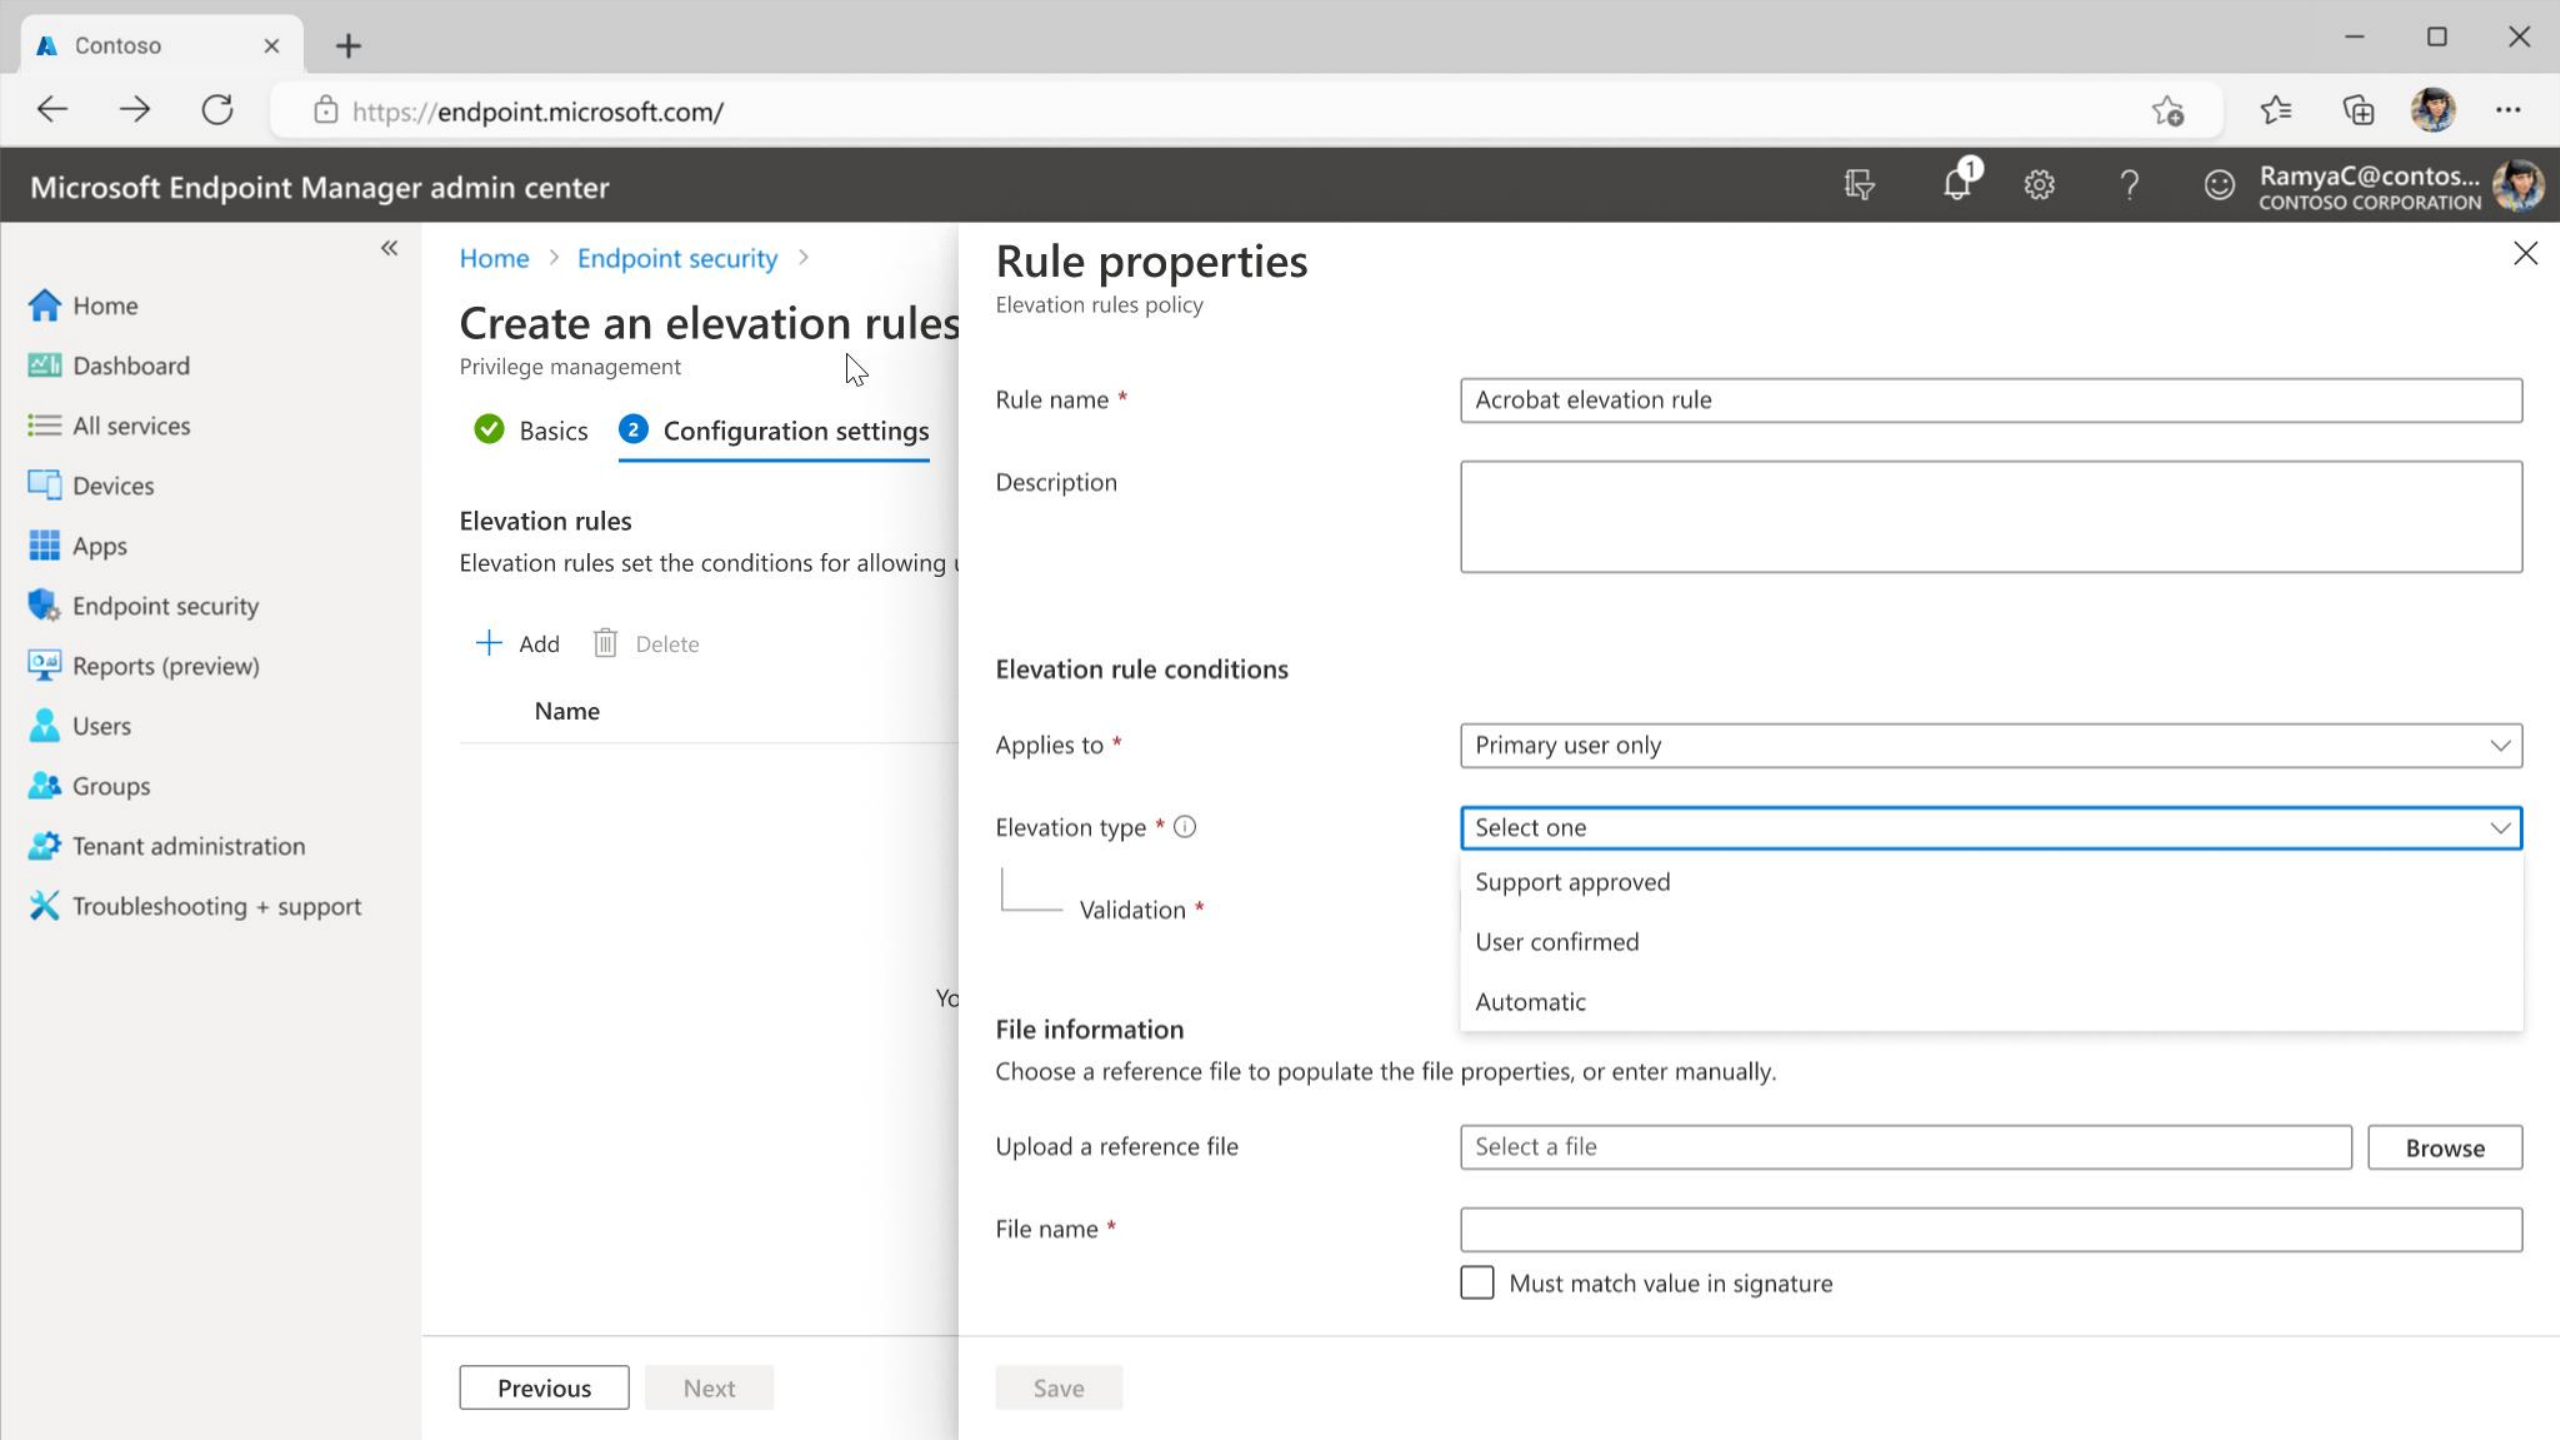 Contoso
https://endpoint.microsoft.com/
Microsoft Endpoint Manager admin center
1
RamyaC@contos...
CONTOSO CORPORATION
Home
Dashboard
All services
Devices
Apps
Endpoint security
Reports (preview)
Users
Groups
Tenant administration
Troubleshooting + support
Home > Endpoint security >
Create an elevation rules
Privilege management
Basics
2 Configuration settings
Elevation rules
Elevation rules set the conditions for allowing
Add
Delete
Name
Yo
Previous
Next
Rule properties
Elevation rules policy
Rule name * Acrobat elevation rule
Description
Elevation rule conditions
Applies to * Primary user only
Elevation type * Select one
Support approved
Validation *
User confirmed
Automatic
File information
Choose a reference file to populate the file properties, or enter manually.
Upload a reference file Select a file Browse
File name *
Must match value in signature
Save